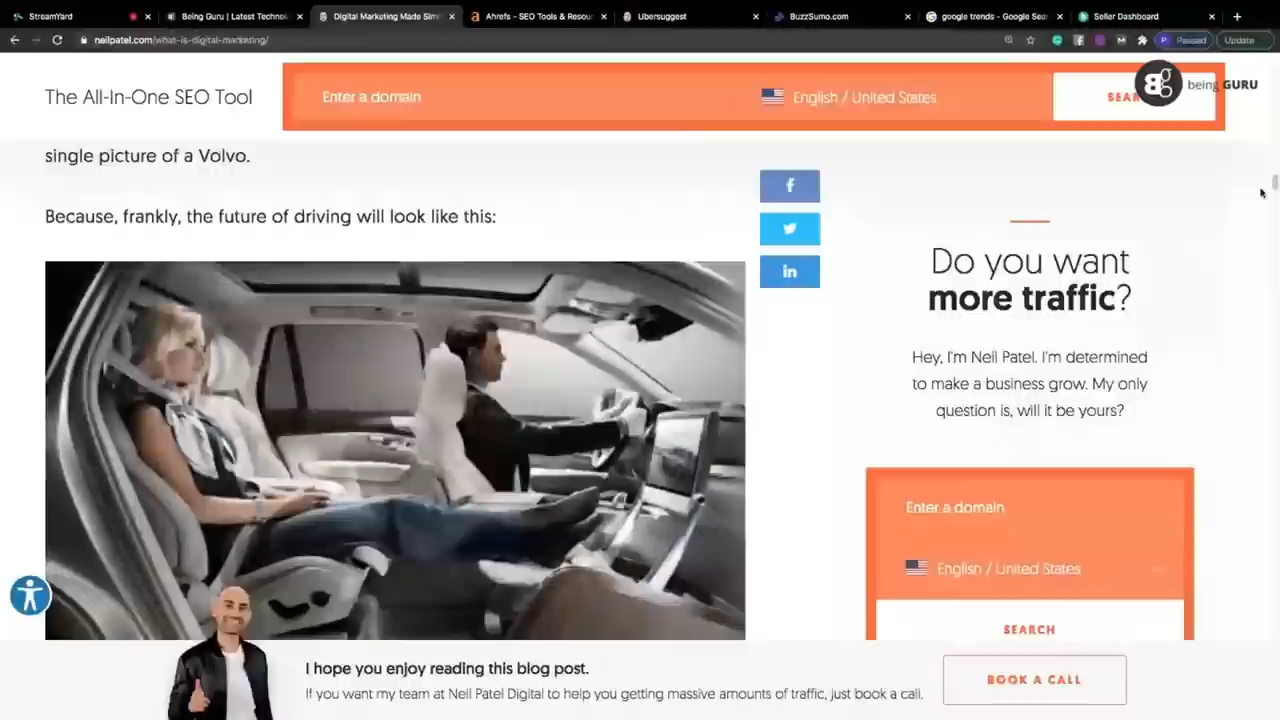 StreamYard
Being Guru | Latest Technol
Digital Marketing Made Sim
Ahrefs - SEO Tools & Resou
Ubersuggest
BuzzSumo.com
google trends - Google Sea
Seller Dashboard
neilpatel.com/what-is-digital-marketing/
P Paused
Update
The All-In-One SEO Tool
Enter a domain
English / United States
SEAR
being GURU
single picture of a Volvo.
Because, frankly, the future of driving will look like this:
Do you want
more traffic?
Hey, I'm Neil Patel. I'm determined
to make a business grow. My only
question is, will it be yours?
Enter a domain
English / United States
SEARCH
I hope you enjoy reading this blog post.
If you want my team at Neil Patel Digital to help you getting massive amounts of traffic, just book a call.
BOOK A CALL